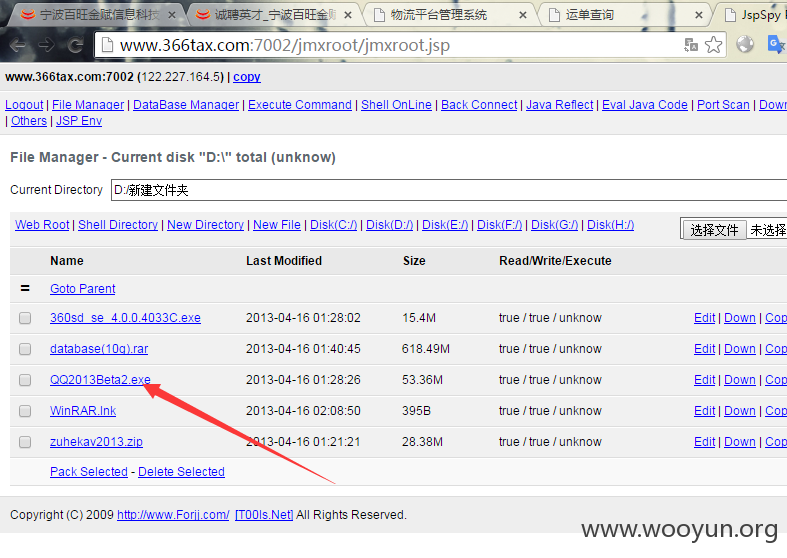 宁波百旺金赋信息科技
诚聘英才_宁波百旺金赋
物流平台管理系统
运单查询
JspSpy
www.366tax.com:7002/jmxroot/jmxroot.jsp
www.366tax.com:7002 (122.227.164.5) | copy
Logout | File Manager | DataBase Manager | Execute Command | Shell OnLine | Back Connect | Java Reflect | Eval Java Code | Port Scan | Down
| Others | JSP Env
File Manager - Current disk "D:\" total (unknow)
Current Directory D:/新建文件夹
Web Root | Shell Directory | New Directory | New File | Disk(C:/) | Disk(D:/) | Disk(E:/) | Disk(F:/) | Disk(G:/) | Disk(H:/) 选择文件 未选择
Name Last Modified Size Read/Write/Execute
= Goto Parent
360sd_se_4.0.0.4033C.exe 2013-04-16 01:28:02 15.4M true / true / unknow Edit | Down | Cop
database(10g).rar 2013-04-16 01:40:45 618.49M true / true / unknow Edit | Down | Cop
QQ2013Beta2.exe 2013-04-16 01:28:26 53.36M true / true / unknow Edit | Down | Cop
WinRAR.lnk 2013-04-16 02:08:50 395B true / true / unknow Edit | Down | Cop
zuhekav2013.zip 2013-04-16 01:21:21 28.38M true / true / unknow Edit | Down | Cop
Pack Selected - Delete Selected
Copyright (C) 2009 http://www.Forjj.com/ [T00ls.Net] All Rights Reserved.
www.wooyun.org